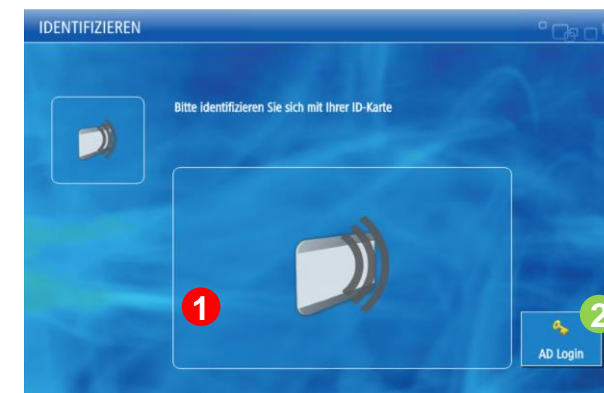 IDENTIFIZIEREN
Bitte identifizieren Sie sich mit Ihrer ID-Karte
1
2
AD Login